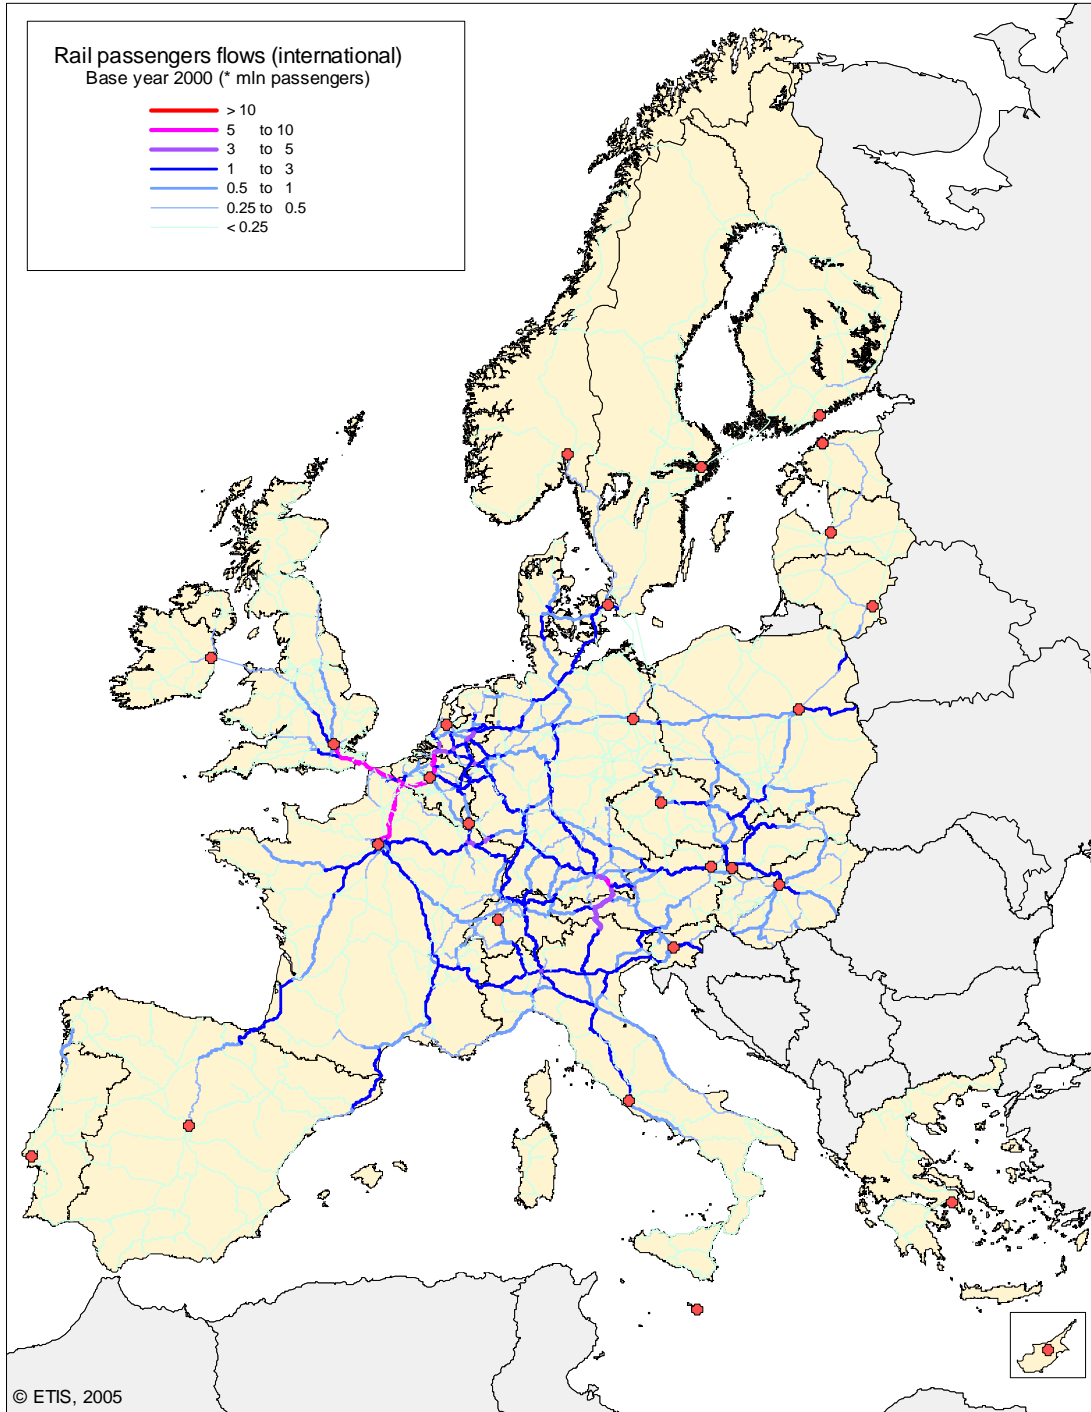 Rail passengers flows (international)
Base year 2000 (* mln passengers)
> 10
5 to 10
3 to 5
1 to 3
0.5 to 1
0.25 to 0.5
< 0.25
© ETIS, 2005